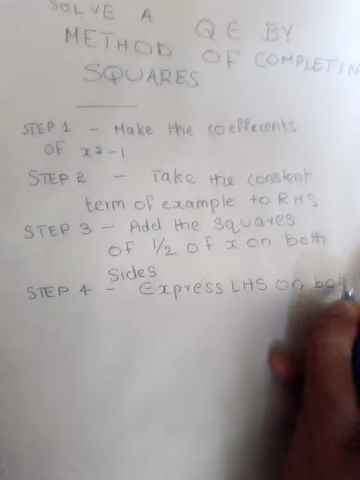 SOLVE A QE BY
METHOD OF COMPLETIN
SQUARES
STEP 1 - Make the coeffecents
of x2-1
STEP 2 - Take the constent
term of example to RHS
STEP 3 - Add the squares
of 1/2 of x on both
sides
STEP 4 - Express LHS on bot